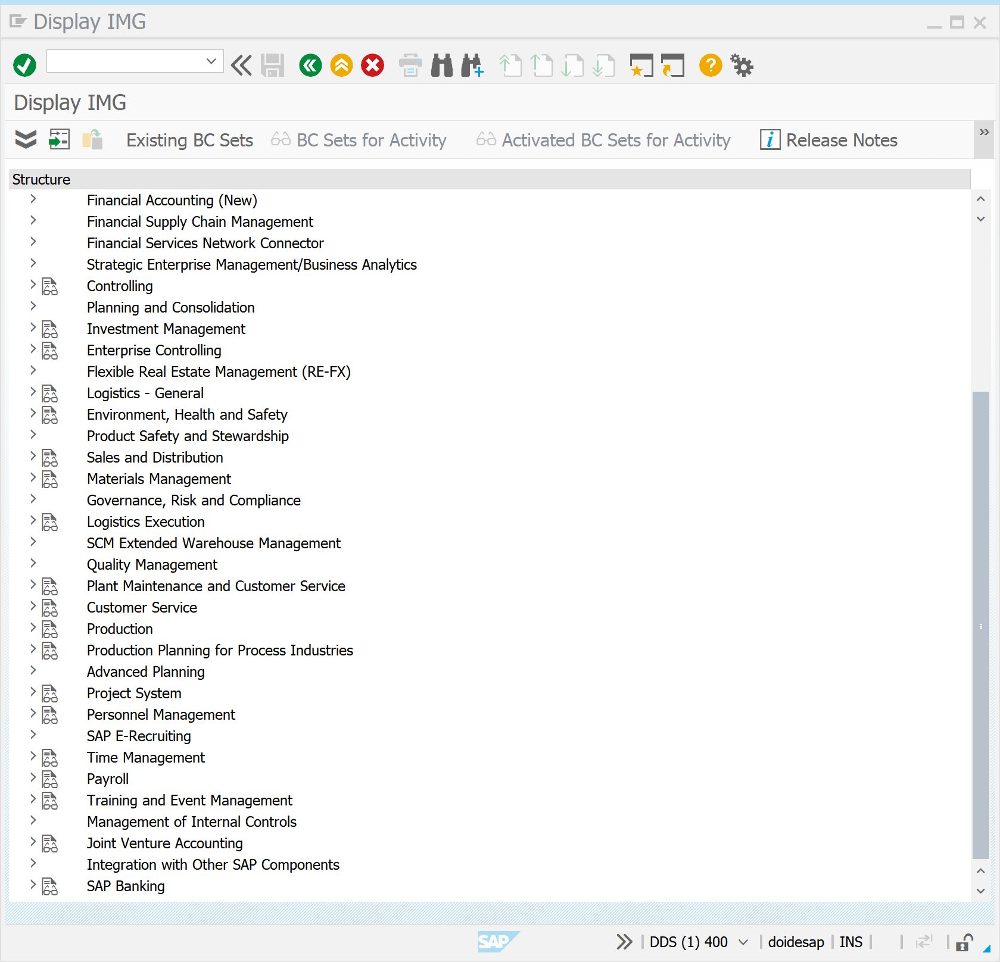 Display IMG
Display IMG
Existing BC Sets BC Sets for Activity Activated BC Sets for Activity i Release Notes
Structure
Financial Accounting (New)
Financial Supply Chain Management
Financial Services Network Connector
Strategic Enterprise Management/Business Analytics
Controlling
Planning and Consolidation
Investment Management
Enterprise Controlling
Flexible Real Estate Management (RE-FX)
Logistics - General
Environment, Health and Safety
Product Safety and Stewardship
Sales and Distribution
Materials Management
Governance, Risk and Compliance
Logistics Execution
SCM Extended Warehouse Management
Quality Management
Plant Maintenance and Customer Service
Customer Service
Production
Production Planning for Process Industries
Advanced Planning
Project System
Personnel Management
SAP E-Recruiting
Time Management
Payroll
Training and Event Management
Management of Internal Controls
Joint Venture Accounting
Integration with Other SAP Components
SAP Banking
SAP DDS (1) 400 doidesap INS